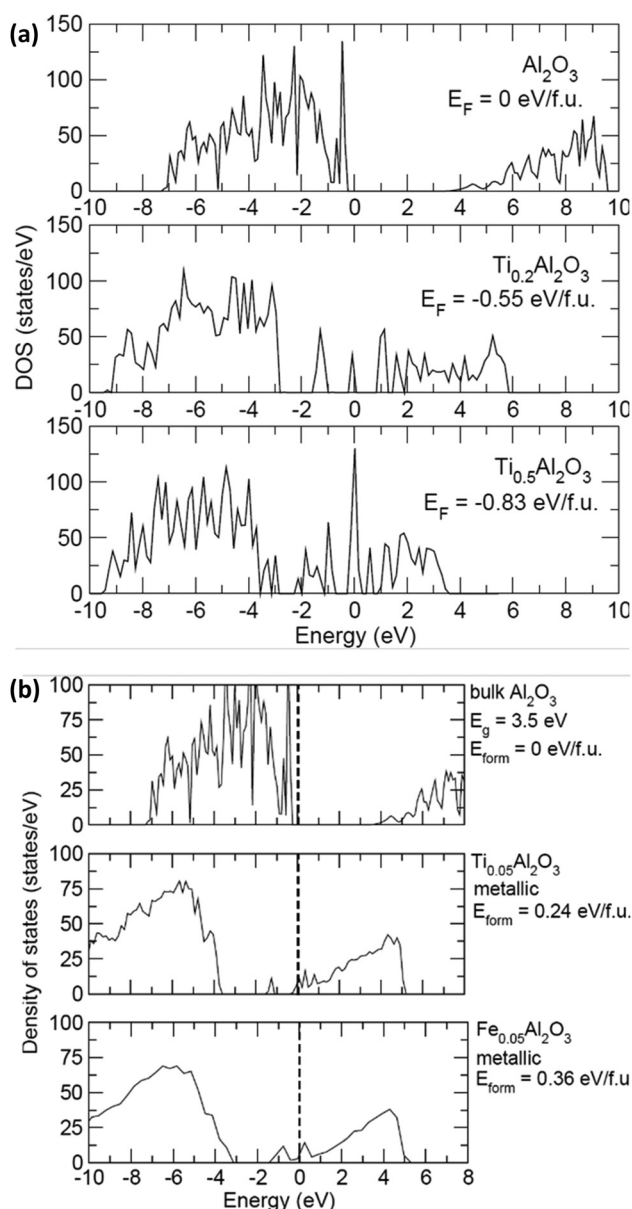 (a)
150
100
50
0
Al2O3
EF = 0 eV/f.u.
-10 -8 -6 -4 -2 0 2 4 6 8 10
DOS (states/eV)
150
100
50
0
Ti0.2Al2O3
EF = -0.55 eV/f.u.
-10 -8 -6 -4 -2 0 2 4 6 8 10
150
100
50
0
Ti0.5Al2O3
EF = -0.83 eV/f.u.
-10 -8 -6 -4 -2 0 2 4 6 8 10
Energy (eV)
(b)
Density of states (states/eV)
100
75
50
25
0
bulk Al2O3
Eg = 3.5 eV
Eform = 0 eV/f.u.
100
75
50
25
0
Ti0.05Al2O3
metallic
Eform = 0.24 eV/f.u.
100
75
50
25
0
Fe0.05Al2O3
metallic
Eform = 0.36 eV/f.u
-10 -8 -6 -4 -2 0 2 4 6 8
Energy (eV)